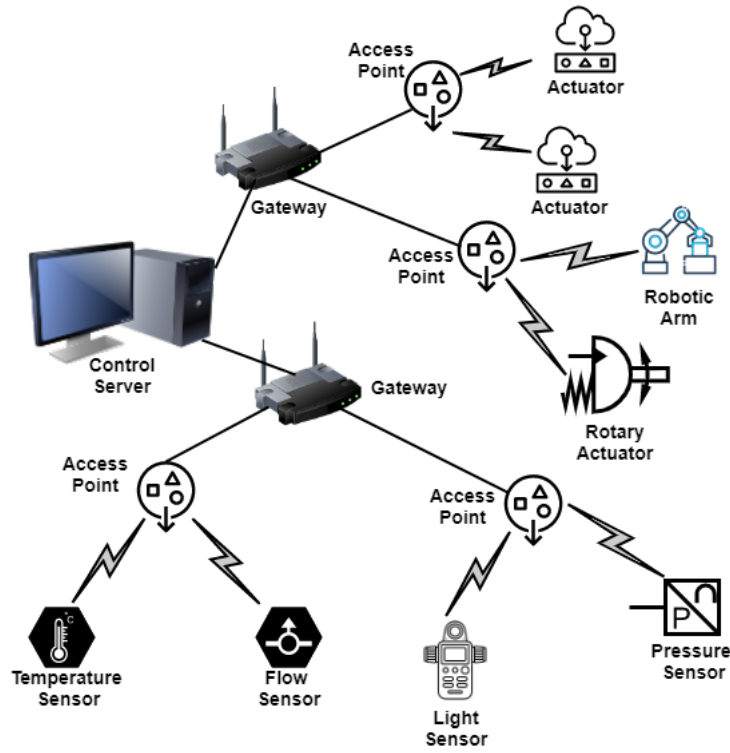 Access
Point
Actuator
Gateway
Actuator
Access
Point
Robotic
Arm
Control
Server
Gateway
Rotary
Actuator
Access
Point
Access
Point
°C
P
Temperature
Sensor
Flow
Sensor
Light
Sensor
Pressure
Sensor